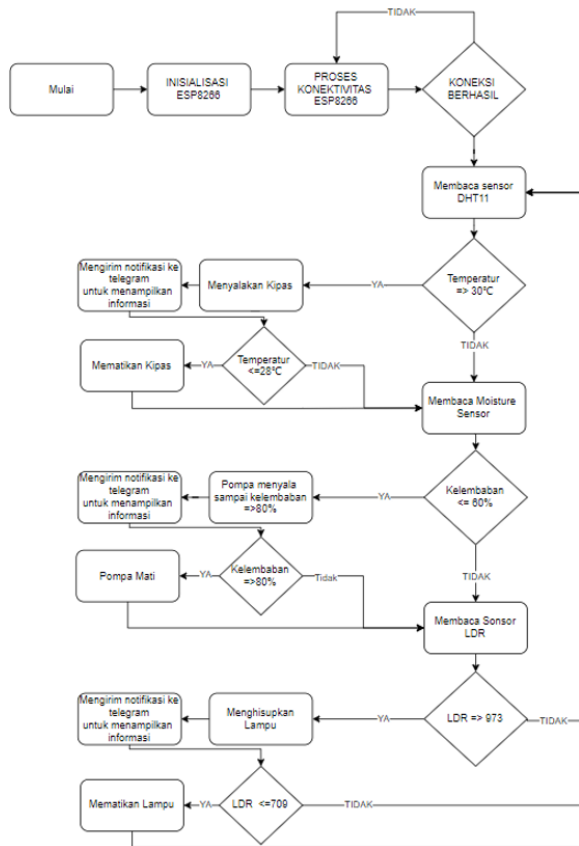 TIDAK
Mulai
INISIALISASI
ESP8266
PROSES
KONEKTIVITAS
ESP8266
KONEKSI
BERHASIL
Membaca sensor
DHT11
Mengirim notifikasi ke
telegram
untuk menampilkan
informasi
Menyalakan Kipas
YA
Temperatur
=> 30°C
TIDAK
Mematikan Kipas
YA
Temperatur
<=28°C
TIDAK
Membaca Moisture
Sensor
Mengirim notifikasi ke
telegram
untuk menampilkan
informasi
Pompa menyala
sampai kelembaban
=>80%
YA
Kelembaban
<= 60%
Pompa Mati
YA
Kelembaban
=>80%
Tidak
TIDAK
Membaca Sonsor
LDR
Mengirim notifikasi ke
telegram
untuk menampilkan
informasi
Menghisupkan
Lampu
YA
LDR => 973
TIDAK
Mematikan Lampu
YA
LDR <=709
TIDAK